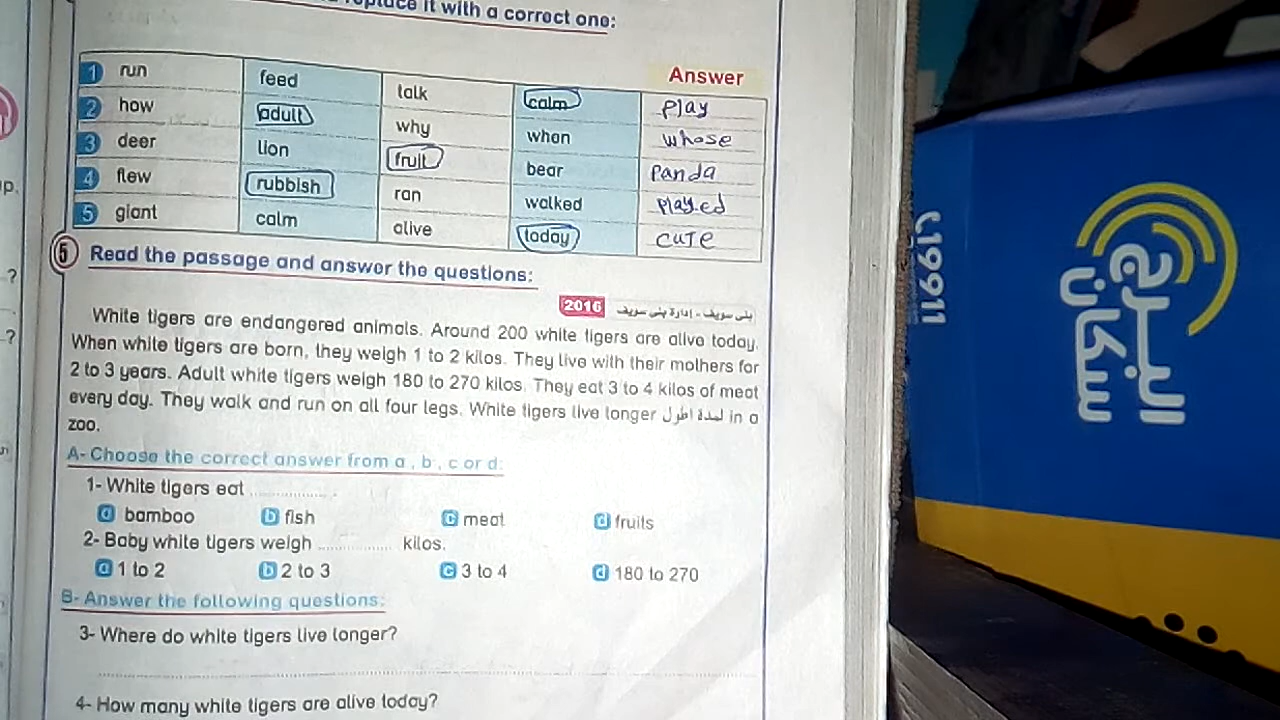 replace it with a correct one:
Answer
1 run feed talk calm play
2 how adult why when whose
3 deer lion fruit bear Panda
4 flew rubbish ran walked played
5 giant calm alive today cute
5 Read the passage and answer the questions:
2016 بنى سويف - إدارة بنى سويف
White tigers are endangered animals. Around 200 white tigers are alive today.
When white tigers are born, they weigh 1 to 2 kilos. They live with their mothers for
2 to 3 years. Adult white tigers weigh 180 to 270 kilos. They eat 3 to 4 kilos of meat
every day. They walk and run on all four legs. White tigers live longer لمدة اطول in a
zoo.
A- Choose the correct answer from a , b , c or d:
1- White tigers eat ............... .
a bamboo b fish c meat d fruits
2- Baby white tigers weigh ............... kilos.
a 1 to 2 b 2 to 3 c 3 to 4 d 180 to 270
B- Answer the following questions:
3- Where do white tigers live longer?
4- How many white tigers are alive today?
p.
?
?
19911
البرج
سكان